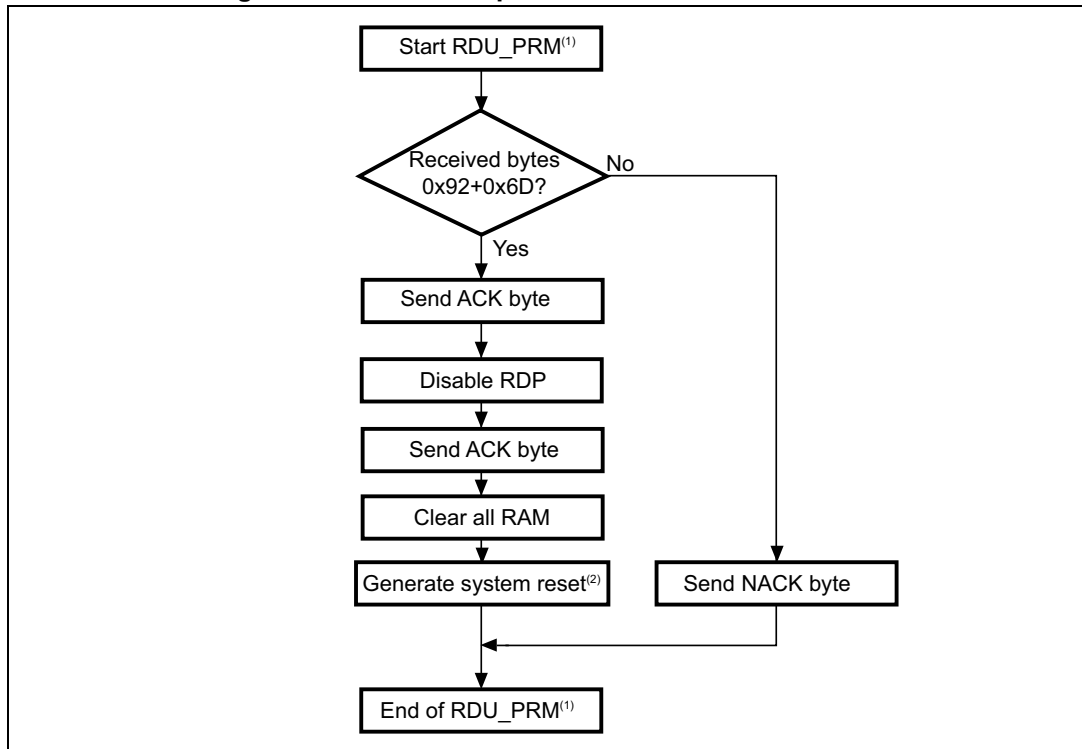 Start RDU_PRM(1)
Received bytes
0x92+0x6D?
No
Yes
Send ACK byte
Disable RDP
Send ACK byte
Clear all RAM
Generate system reset(2)
Send NACK byte
End of RDU_PRM(1)